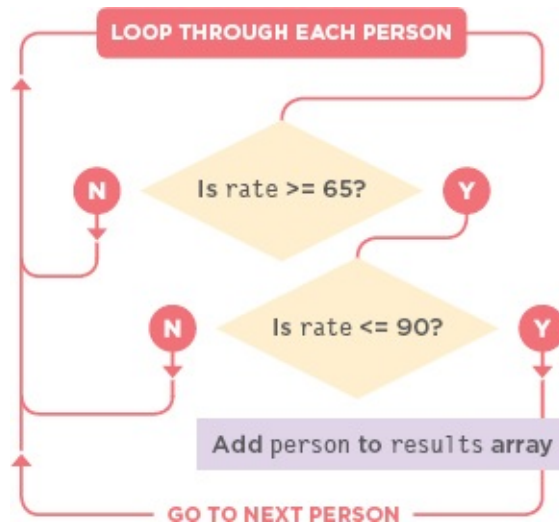 LOOP THROUGH EACH PERSON
N
Is rate >= 65?
Y
N
Is rate <= 90?
Y
Add person to results array
GO TO NEXT PERSON